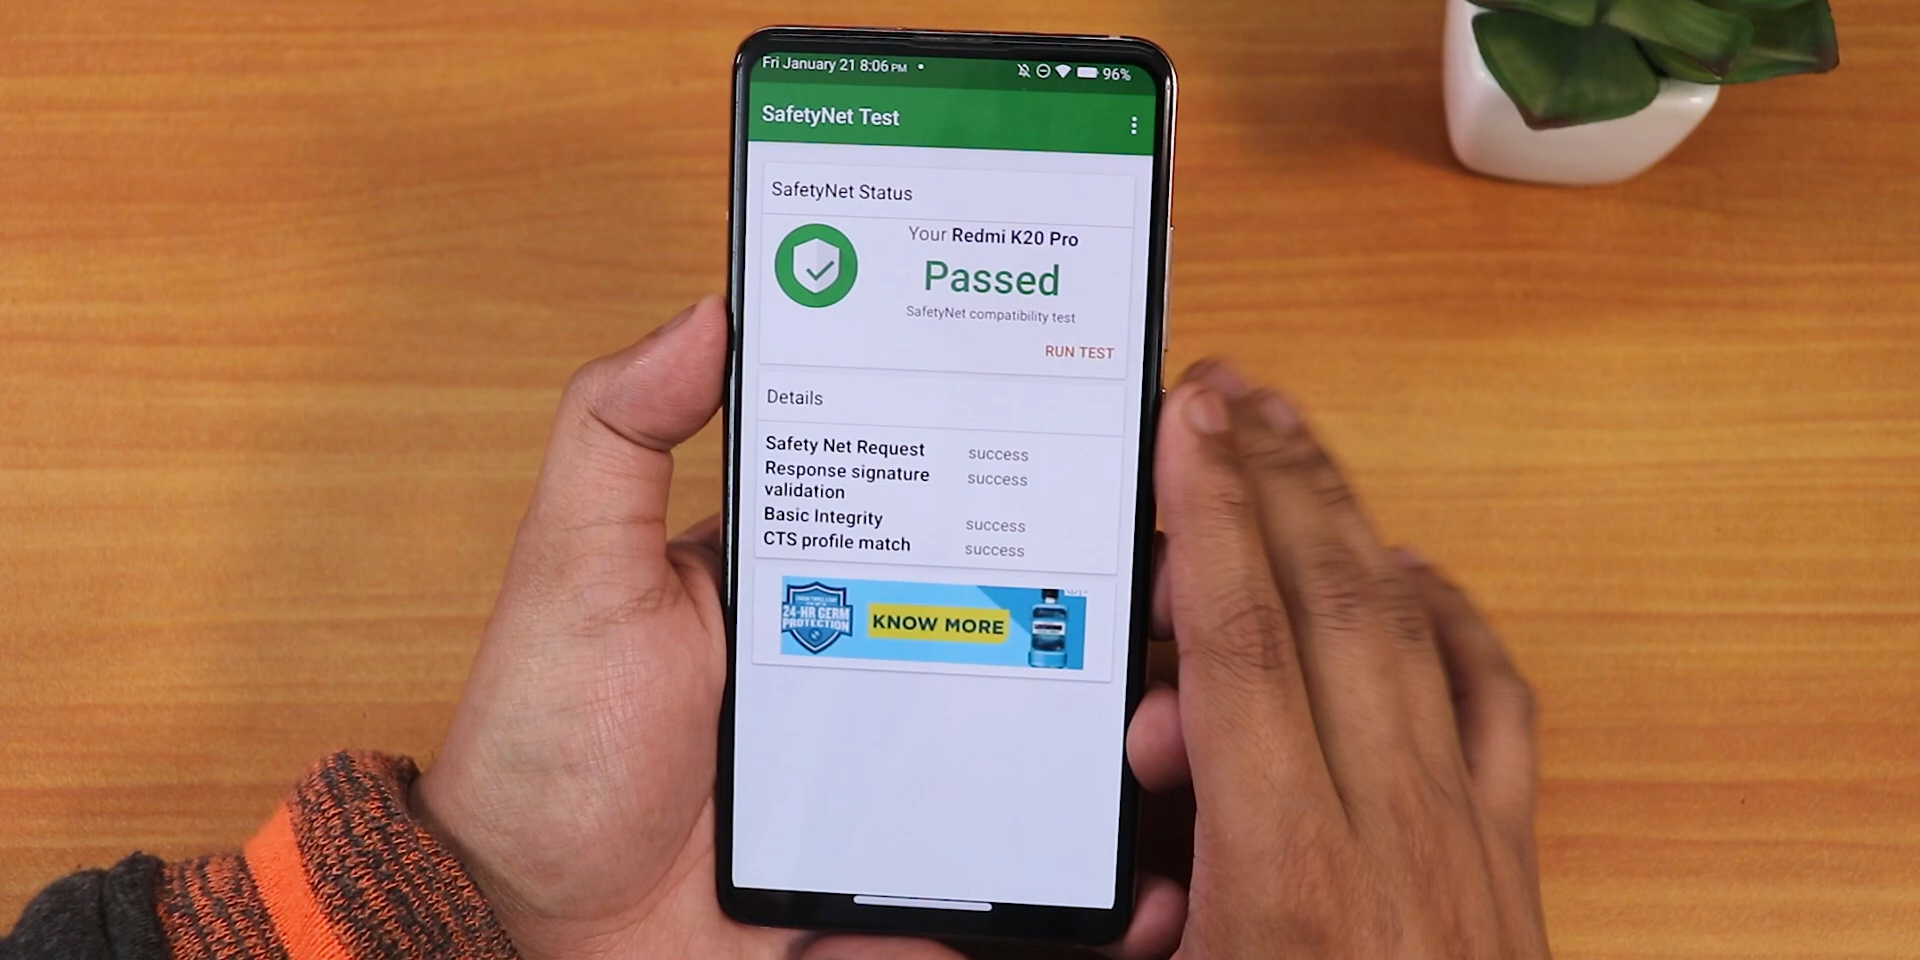 Fri January 21 8:06 PM
96%
SafetyNet Test
SafetyNet Status
Your Redmi K20 Pro
Passed
SafetyNet compatibility test
RUN TEST
Details
Safety Net Request success
Response signature success
validation
Basic Integrity success
CTS profile match success
24-HR GERM
PROTECTION
KNOW MORE